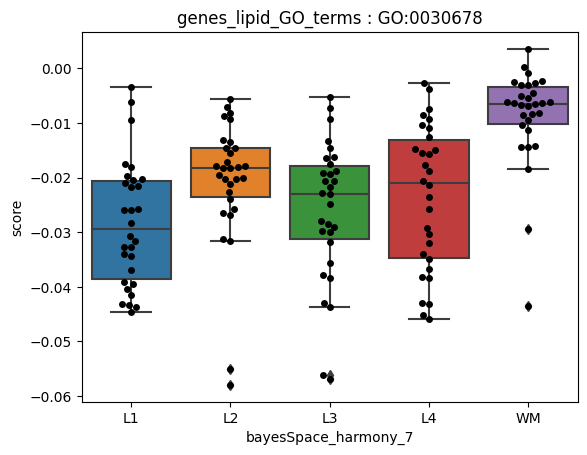 genes_lipid_GO_terms : GO:0030678
0.00
−0.01
−0.02
−0.03
−0.04
−0.05
−0.06
score
L1 L2 L3 L4 WM
bayesSpace_harmony_7